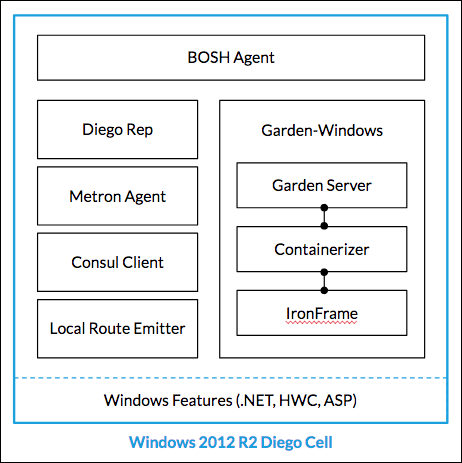 BOSH Agent
Diego Rep
Metron Agent
Consul Client
Local Route Emitter
Garden-Windows
Garden Server
Containerizer
IronFrame
Windows Features (.NET, HWC, ASP)
Windows 2012 R2 Diego Cell